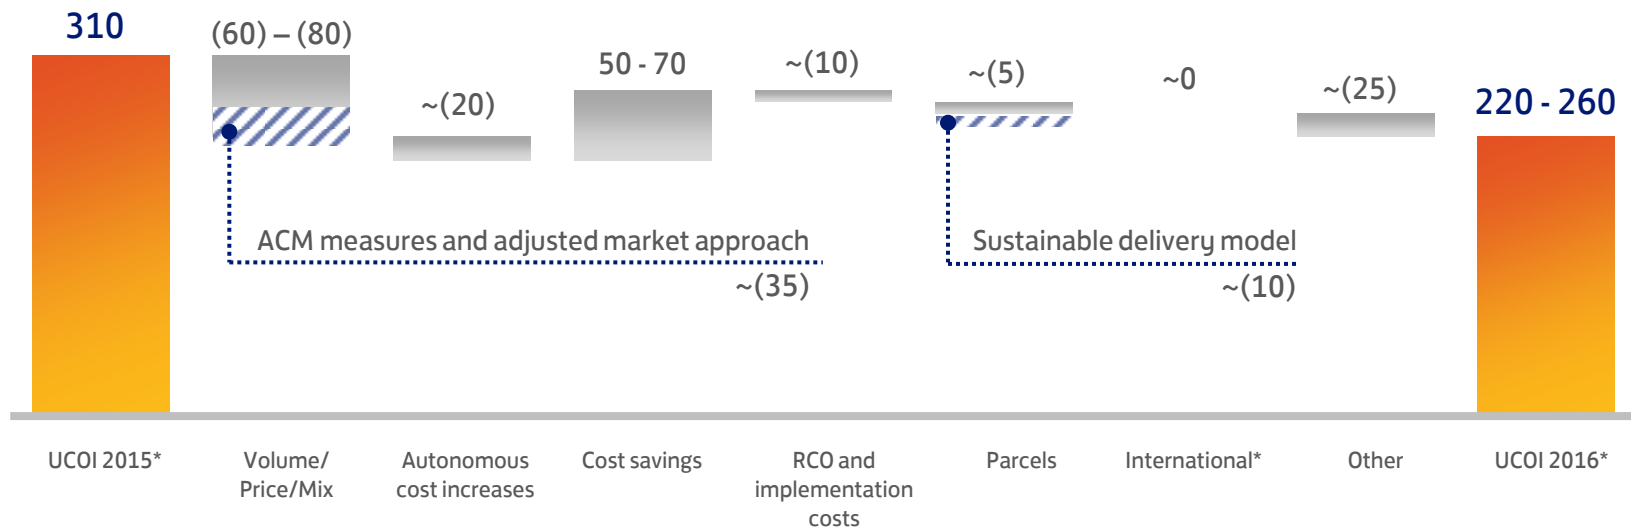 310
(60) – (80)
~(20)
50 - 70
~(10)
~(5)
~0
~(25)
220 - 260
ACM measures and adjusted market approach
~(35)
Sustainable delivery model
~(10)
UCOI 2015*
Volume/
Price/Mix
Autonomous
cost increases
Cost savings
RCO and
implementation
costs
Parcels
International*
Other
UCOI 2016*